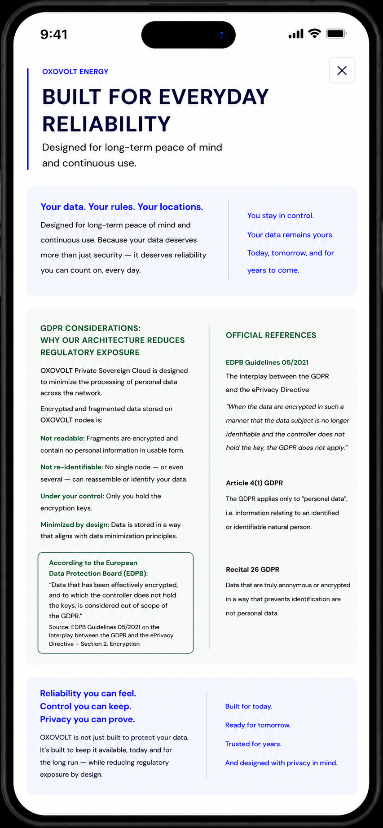 9:41
OXOVOLT ENERGY
BUILT FOR EVERYDAY
RELIABILITY
Designed for long-term peace of mind
and continuous use.
Your data. Your rules. Your locations.
Designed for long-term peace of mind and
continuous use. Because your data deserves
more than just security — it deserves reliability
you can count on, every day.
You stay in control.
Your data remains yours.
Today, tomorrow, and for
years to come.
GDPR CONSIDERATIONS:
WHY OUR ARCHITECTURE REDUCES
REGULATORY EXPOSURE
OXOVOLT Private Sovereign Cloud is designed
to minimize the processing of personal data
across the network.
Encrypted and fragmented data stored on
OXOVOLT nodes is:
Not readable: Fragments are encrypted and
contain no personal information in usable form.
Not re-identifiable: No single node — or even
several — can reassemble or identify your data.
Under your control: Only you hold the
encryption keys.
Minimized by design: Data is stored in a way
that aligns with data minimization principles.
According to the European
Data Protection Board (EDPB):
"Data that has been effectively encrypted,
and to which the controller does not hold
the keys, is considered out of scope of
the GDPR."
Source: EDPB Guidelines 05/2021 on the
Interplay between the GDPR and the ePrivacy
Directive – Section 2, Encryption
OFFICIAL REFERENCES
EDPB Guidelines 05/2021
The Interplay between the GDPR
and the ePrivacy Directive
"When the data are encrypted in such a
manner that the data subject is no longer
identifiable and the controller does not
hold the key, the GDPR does not apply."
Article 4(1) GDPR
The GDPR applies only to "personal data",
i.e. information relating to an identified
or identifiable natural person.
Recital 26 GDPR
Data that are truly anonymous or encrypted
in a way that prevents identification are
not personal data.
Reliability you can feel.
Control you can keep.
Privacy you can prove.
OXOVOLT is not just built to protect your data.
It's built to keep it available, today and for
the long run — while reducing regulatory
exposure by design.
Built for today.
Ready for tomorrow.
Trusted for years.
And designed with privacy in mind.